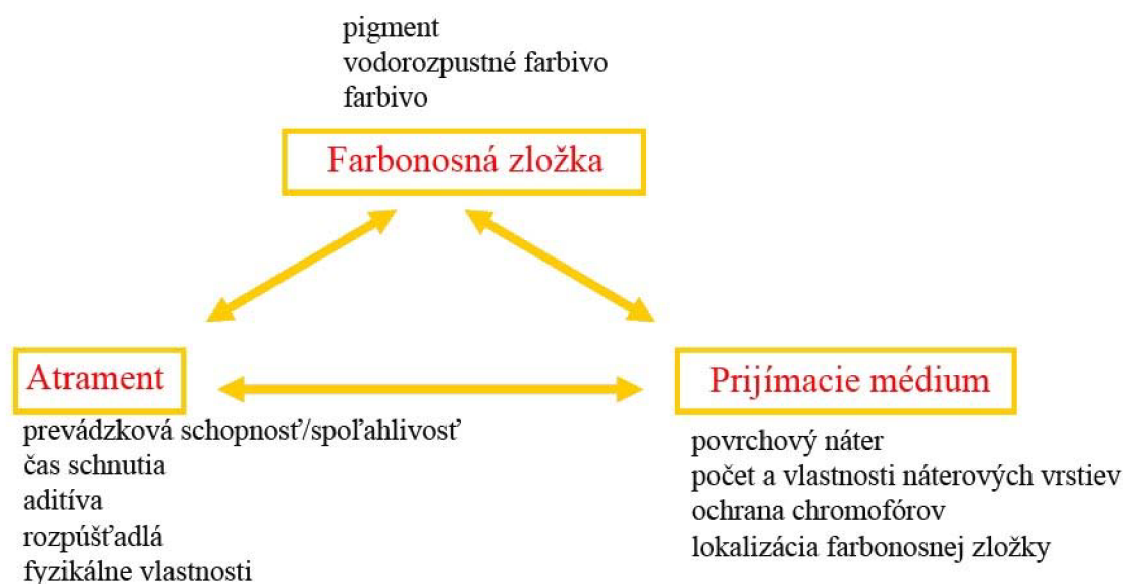 pigment
vodorozpustné farbivo
farbivo
Farbonosná zložka
Atrament
prevádzková schopnosť/spoľahlivosť
čas schnutia
aditíva
rozpúšťadlá
fyzikálne vlastnosti
Prijímacie médium
povrchový náter
počet a vlastnosti náterových vrstiev
ochrana chromofórov
lokalizácia farbonosnej zložky